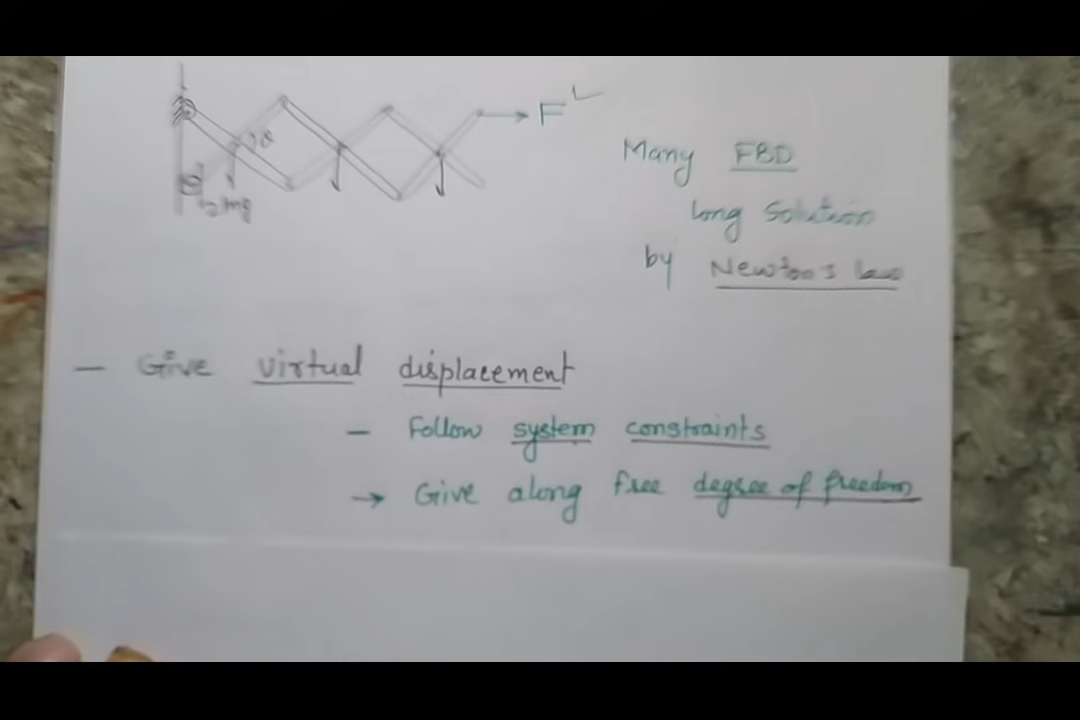 F
θ
mg
Many FBD
long solution
by Newton's law
- Give virtual displacement
- Follow system constraints
→ Give along free degree of freedom